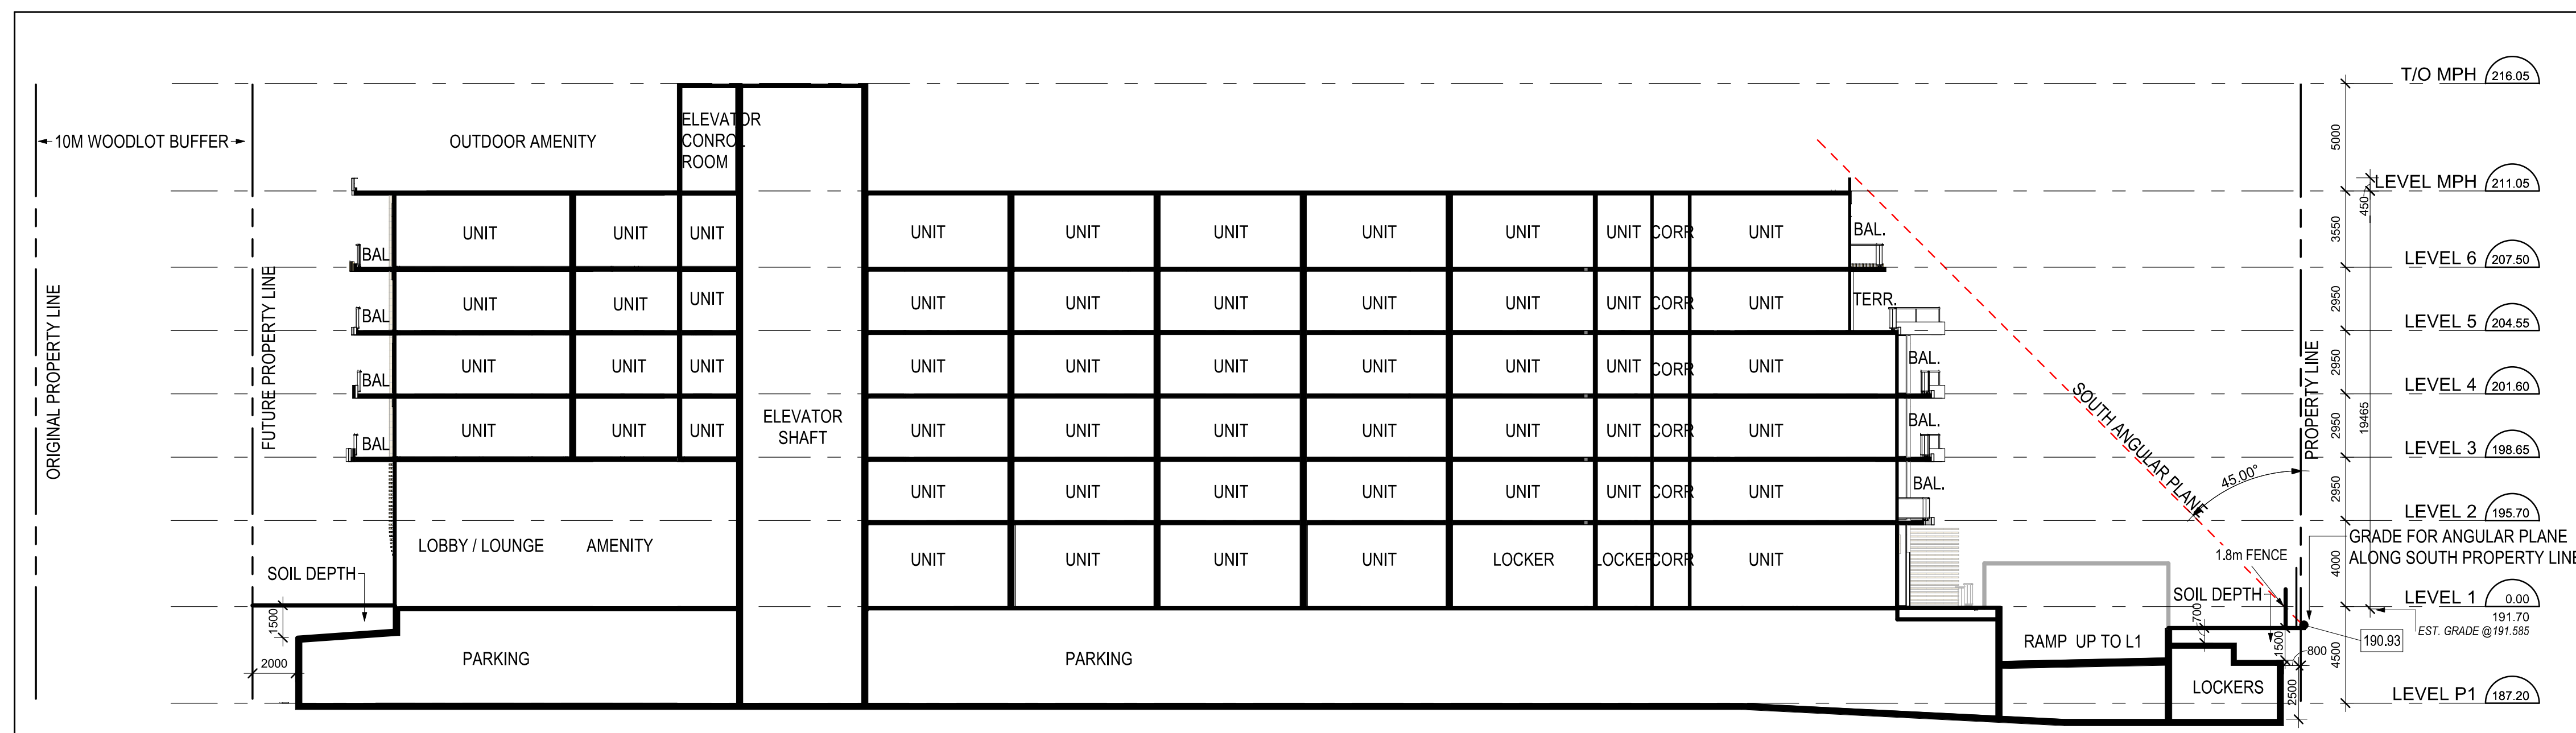 T/O MPH 216.05
10M WOODLOT BUFFER
OUTDOOR AMENITY
ELEVATOR
CONROL
ROOM
5000
LEVEL MPH 211.05
450
UNIT UNIT UNIT UNIT UNIT UNIT UNIT UNIT UNIT CORR UNIT BAL.
BAL
3550
LEVEL 6 207.50
UNIT UNIT UNIT UNIT UNIT UNIT UNIT UNIT UNIT CORR UNIT TERR.
BAL
2950
LEVEL 5 204.55
UNIT UNIT UNIT UNIT UNIT UNIT UNIT UNIT UNIT CORR UNIT BAL.
BAL
2950
LEVEL 4 201.60
ORIGINAL PROPERTY LINE
FUTURE PROPERTY LINE
ELEVATOR
SHAFT
UNIT UNIT UNIT UNIT UNIT UNIT UNIT UNIT UNIT CORR UNIT BAL.
BAL
SOUTH ANGULAR PLANE
PROPERTY LINE
2950
19465
LEVEL 3 198.65
45.00°
UNIT UNIT UNIT UNIT UNIT UNIT CORR UNIT BAL.
2950
LEVEL 2 195.70
LOBBY / LOUNGE AMENITY
UNIT UNIT UNIT UNIT LOCKER LOCKER CORR UNIT
GRADE FOR ANGULAR PLANE
ALONG SOUTH PROPERTY LINE
1.8m FENCE
4000
SOIL DEPTH
SOIL DEPTH
LEVEL 1 0.00
191.70
EST. GRADE @191.585
1500
700
190.93
RAMP UP TO L1
1500
800
4500
2000
PARKING PARKING
LOCKERS
2500
LEVEL P1 187.20